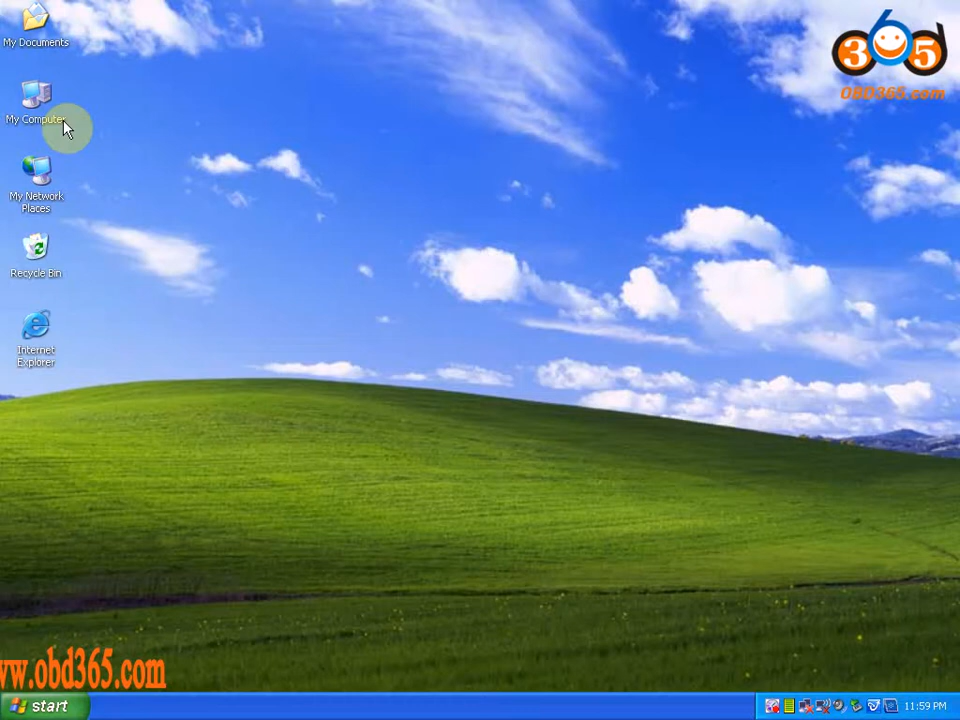 My Documents
My Computer
My Network
Places
Recycle Bin
Internet
Explorer
365
OBD365.com
ww.obd365.com
start
11:59 PM